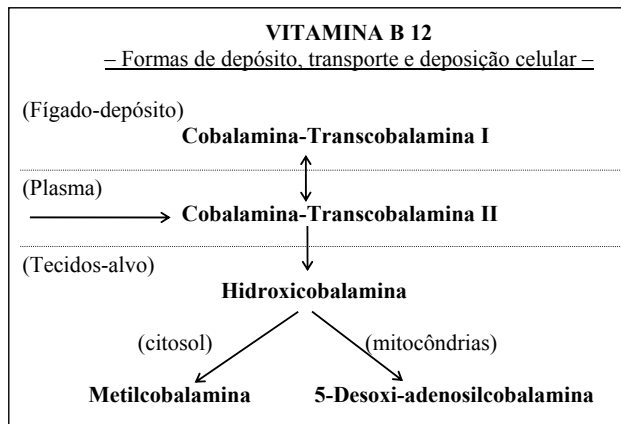 VITAMINA B 12
– Formas de depósito, transporte e deposição celular –
(Fígado-depósito)
Cobalamina-Transcobalamina I
(Plasma)
Cobalamina-Transcobalamina II
(Tecidos-alvo)
Hidroxicobalamina
(citosol) (mitocôndrias)
Metilcobalamina 5-Desoxi-adenosilcobalamina